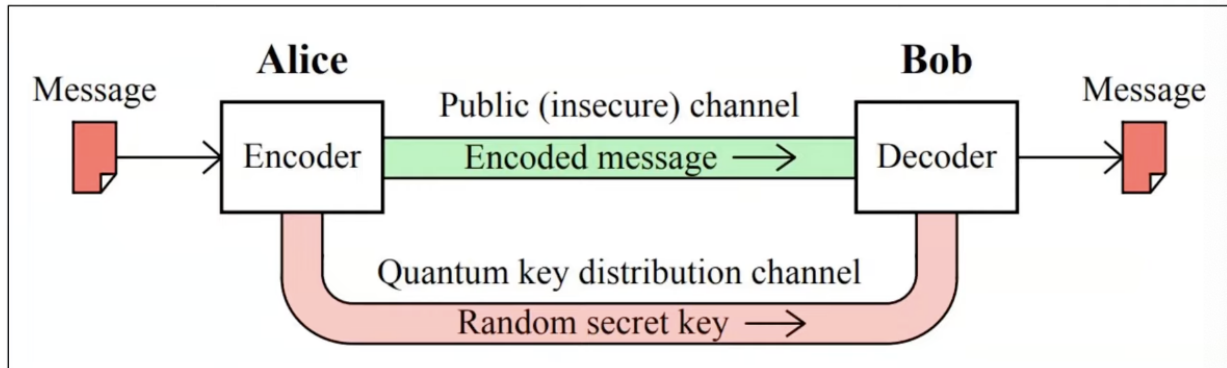 Alice
Bob
Message
Message
Public (insecure) channel
Encoder
Encoded message
Decoder
Quantum key distribution channel
Random secret key